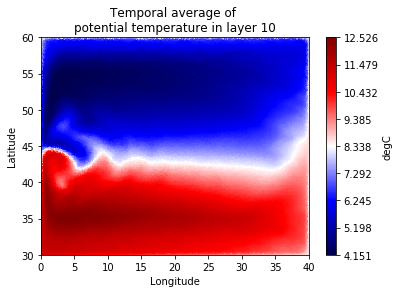 Temporal average of
potential temperature in layer 10
60
55
50
45
40
35
30
Latitude
0 5 10 15 20 25 30 35 40
Longitude
12.526
11.479
10.432
9.385
8.338
7.292
6.245
5.198
4.151
degC